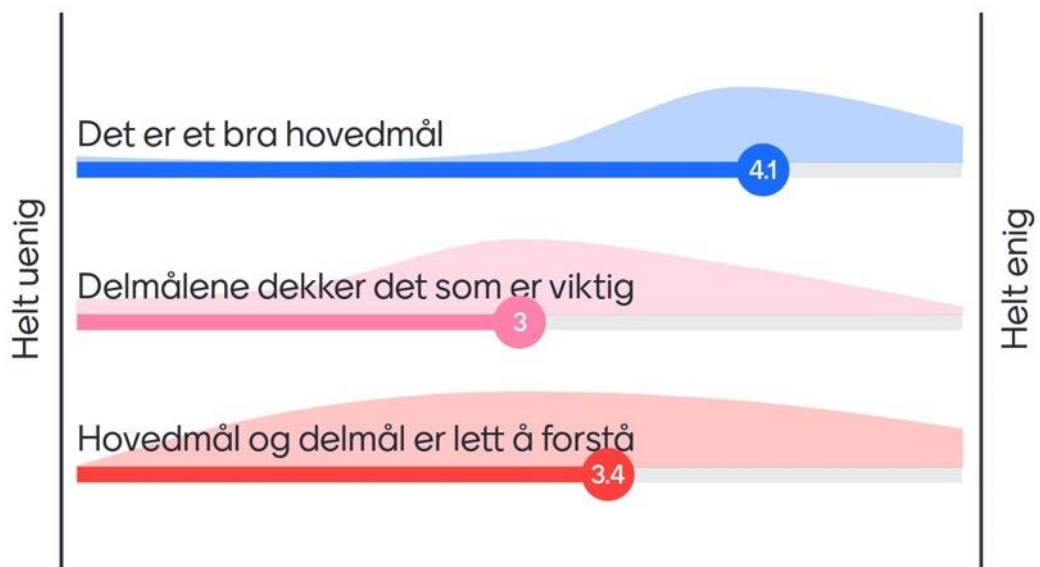 Helt uenig
Det er et bra hovedmål
4.1
Delmålene dekker det som er viktig
3
Hovedmål og delmål er lett å forstå
3.4
Helt enig